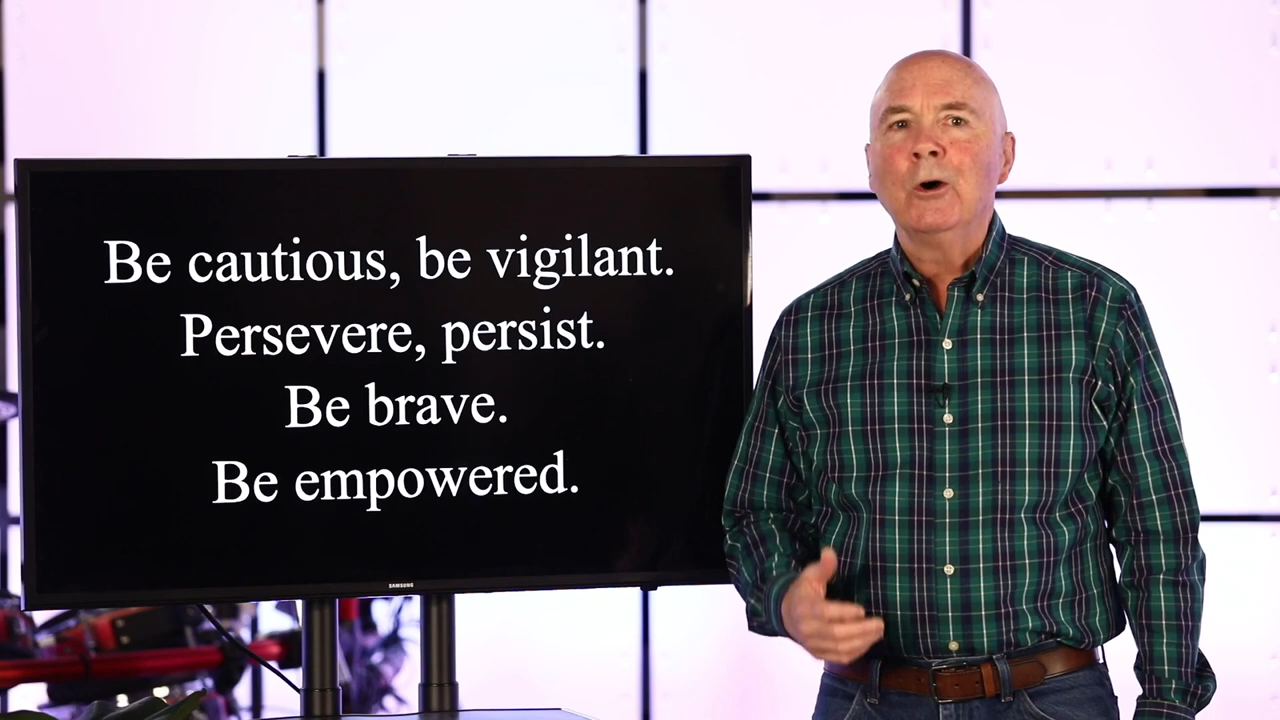 Be cautious, be vigilant.
Persevere, persist.
Be brave.
Be empowered.
SAMSUNG